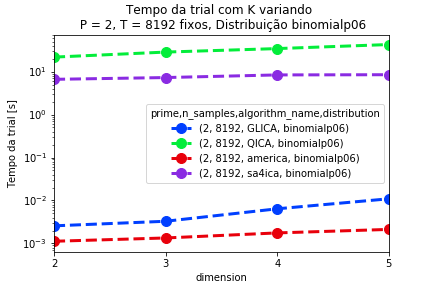 Tempo da trial com K variando
P = 2, T = 8192 fixos, Distribuição binomialp06
Tempo da trial [s]
10¹
10⁰
10⁻¹
10⁻²
10⁻³
prime,n_samples,algorithm_name,distribution
(2, 8192, GLICA, binomialp06)
(2, 8192, QICA, binomialp06)
(2, 8192, america, binomialp06)
(2, 8192, sa4ica, binomialp06)
2 3 4 5
dimension